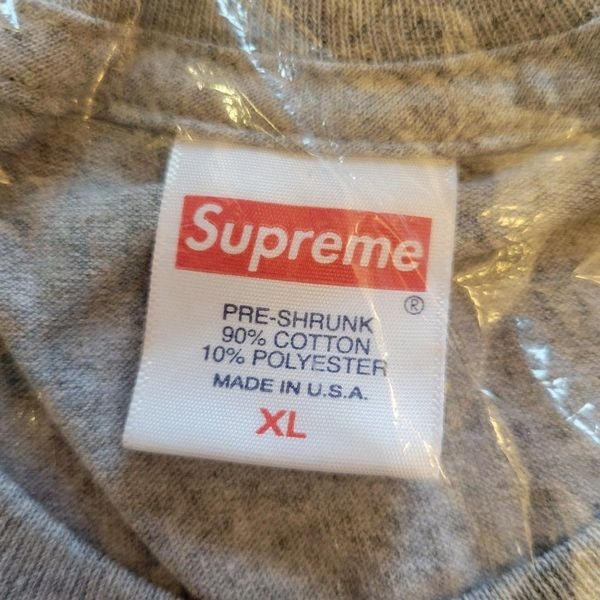 Supreme
®
PRE-SHRUNK
90% COTTON
10% POLYESTER
MADE IN U.S.A.
XL